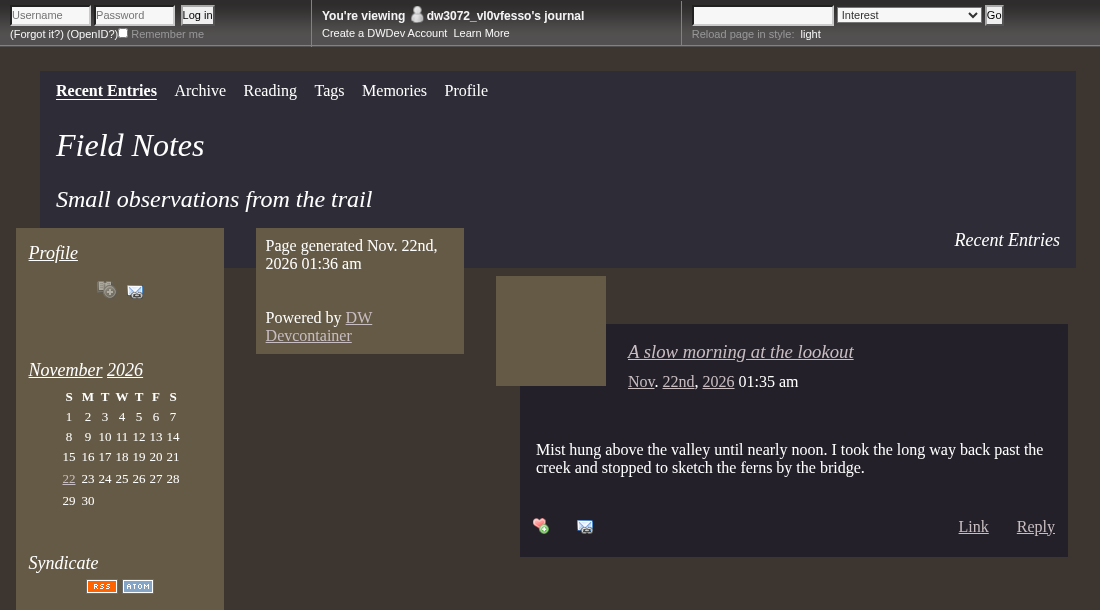 Username Password Log in
(Forgot it?) (OpenID?) Remember me
You're viewing dw3072_vl0vfesso's journal
Create a DWDev Account Learn More
Interest Go
Reload page in style: light
Recent Entries Archive Reading Tags Memories Profile
Field Notes
Small observations from the trail
Recent Entries
Profile
November 2026
S M T W T F S
1 2 3 4 5 6 7
8 9 10 11 12 13 14
15 16 17 18 19 20 21
22 23 24 25 26 27 28
29 30
Syndicate
RSS ATOM
Page generated Nov. 22nd,
2026 01:36 am
Powered by DW
Devcontainer
A slow morning at the lookout
Nov. 22nd, 2026 01:35 am
Mist hung above the valley until nearly noon. I took the long way back past the
creek and stopped to sketch the ferns by the bridge.
Link Reply